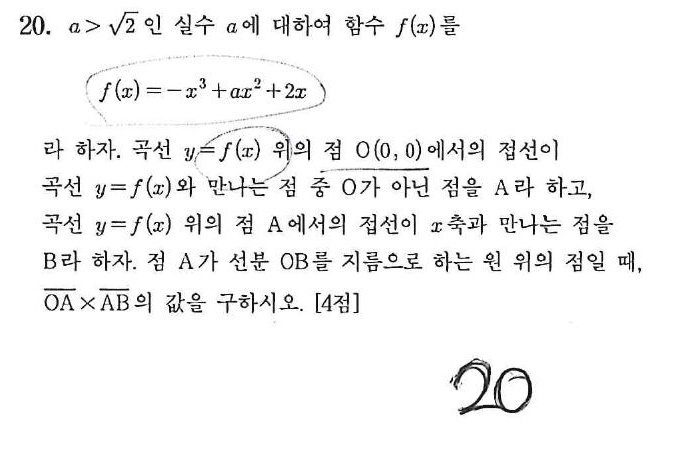 20. a > √2 인 실수 a에 대하여 함수 f(x)를
f(x) = -x³ + ax² + 2x
라 하자. 곡선 y=f(x) 위의 점 O(0, 0)에서의 접선이
곡선 y=f(x)와 만나는 점 중 O가 아닌 점을 A라 하고,
곡선 y=f(x) 위의 점 A에서의 접선이 x축과 만나는 점을
B라 하자. 점 A가 선분 OB를 지름으로 하는 원 위의 점일 때,
O̅A̅×A̅B̅의 값을 구하시오. [4점]
20